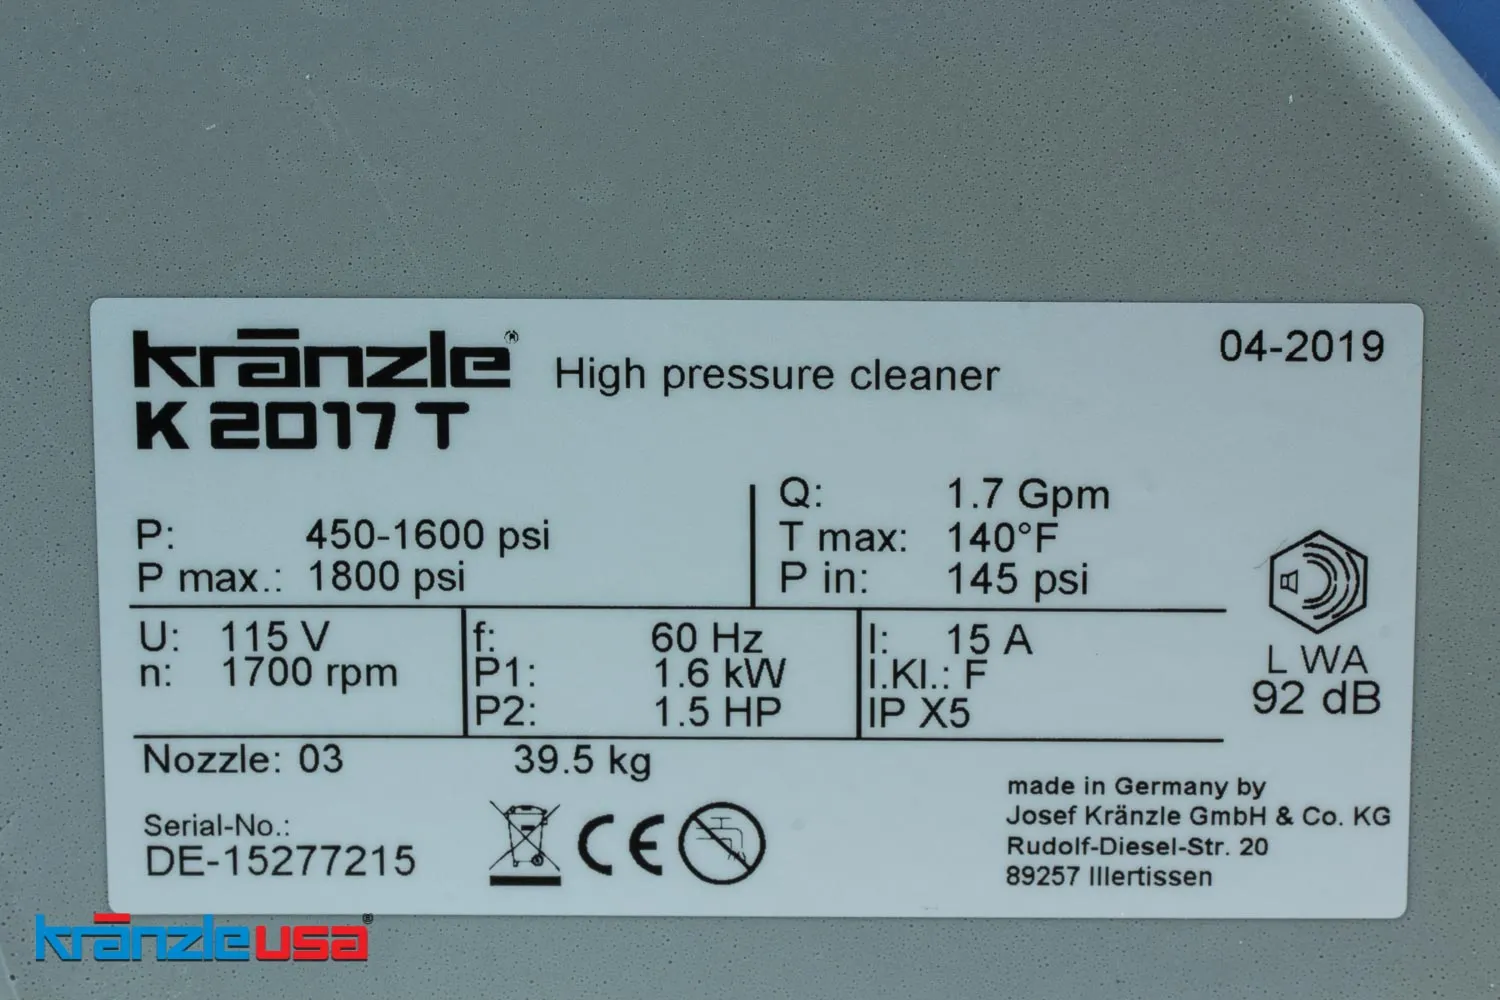 kränzle® High pressure cleaner 04-2019
K 2017 T
P: 450-1600 psi
P max.: 1800 psi
Q: 1.7 Gpm
T max: 140°F
P in: 145 psi
U: 115 V
n: 1700 rpm
f: 60 Hz
P1: 1.6 kW
P2: 1.5 HP
I: 15 A
I.Kl.: F
IP X5
L WA
92 dB
Nozzle: 03 39.5 kg
Serial-No.:
DE-15277215
CE
made in Germany by
Josef Kränzle GmbH & Co. KG
Rudolf-Diesel-Str. 20
89257 Illertissen
kränzleusa®